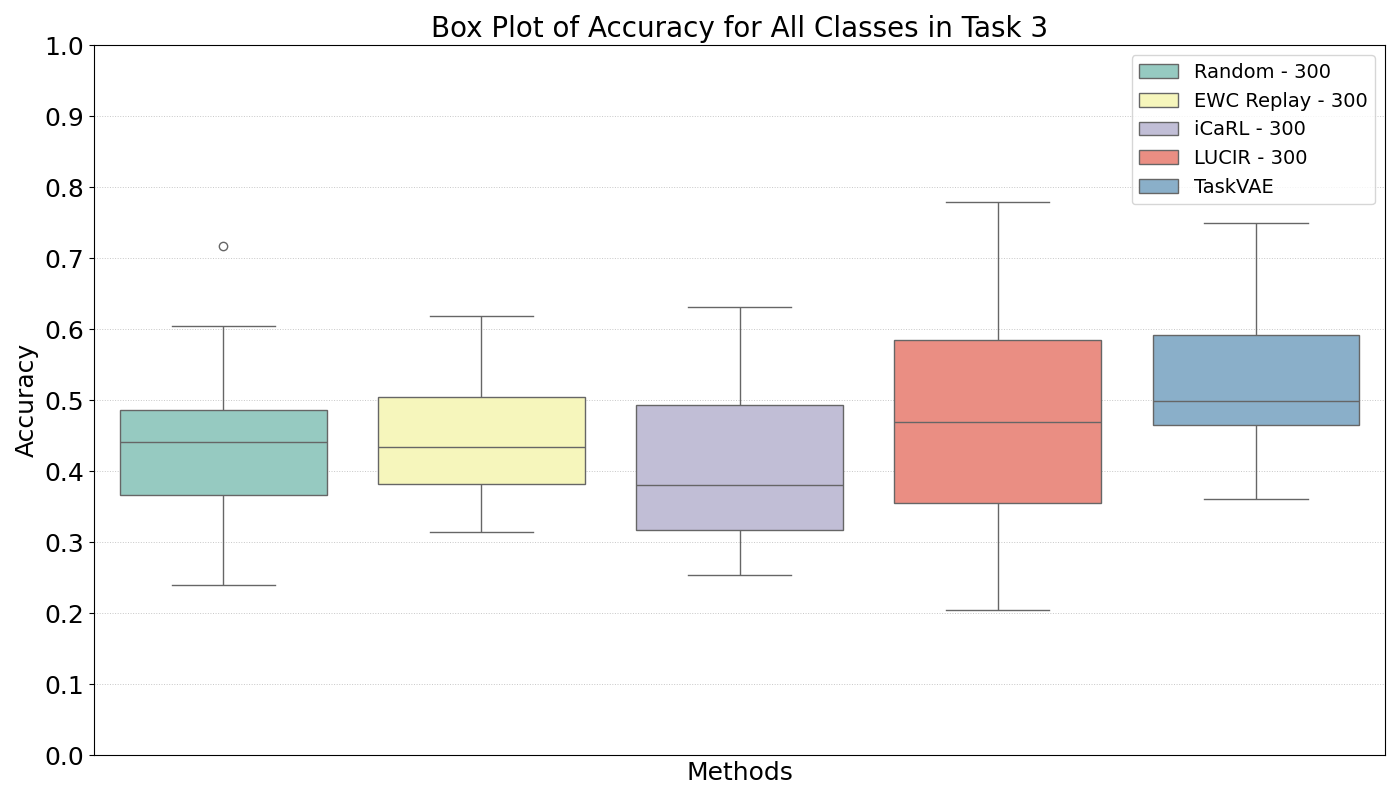 Box Plot of Accuracy for All Classes in Task 3
1.0
0.9
0.8
0.7
0.6
0.5
0.4
0.3
0.2
0.1
0.0
Accuracy
Methods
Random - 300
EWC Replay - 300
iCaRL - 300
LUCIR - 300
TaskVAE